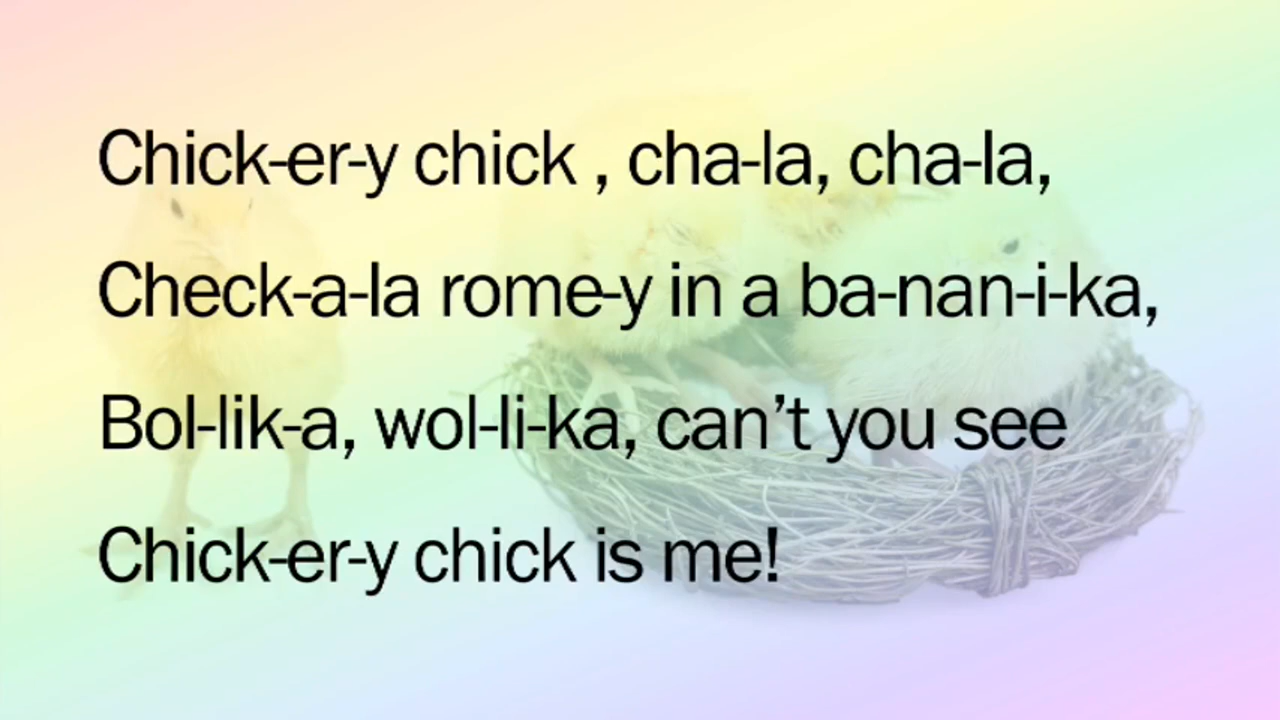 Chick-er-y chick , cha-la, cha-la,
Check-a-la rome-y in a ba-nan-i-ka,
Bol-lik-a, wol-li-ka, can’t you see
Chick-er-y chick is me!